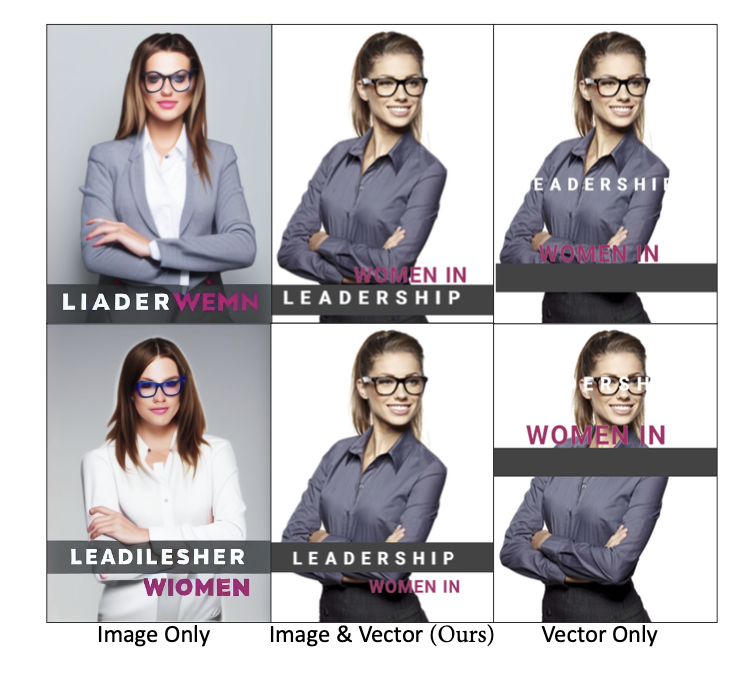 LIADERWEMN
WOMEN IN
LEADERSHIP
EADERSHIP
WOMEN IN
LEADILESHER
WIOMEN
LEADERSHIP
WOMEN IN
ERSH
WOMEN IN
Image Only
Image & Vector (Ours)
Vector Only